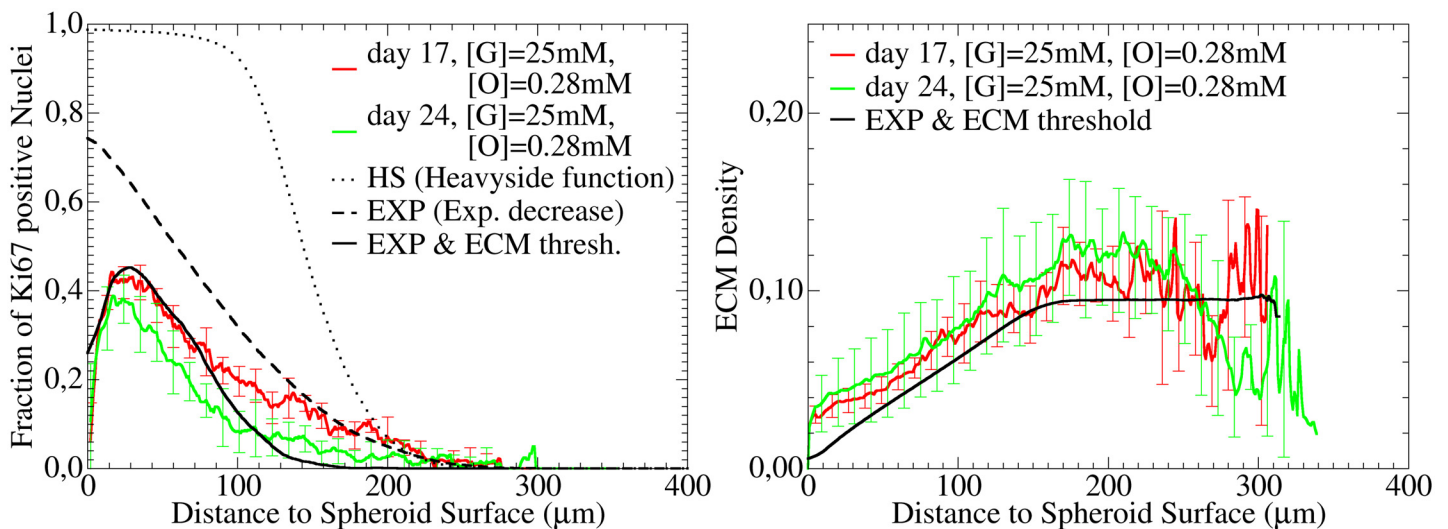 1,0
0,8
0,6
0,4
0,2
0,0
Fraction of Ki67 positive Nuclei
day 17, [G]=25mM,
[O]=0.28mM
day 24, [G]=25mM,
[O]=0.28mM
HS (Heavyside function)
EXP (Exp. decrease)
EXP & ECM thresh.
0
100
200
300
400
Distance to Spheroid Surface (µm)
0,20
0,10
0,00
ECM Density
day 17, [G]=25mM, [O]=0.28mM
day 24, [G]=25mM, [O]=0.28mM
EXP & ECM threshold
0
100
200
300
400
Distance to Spheroid Surface (µm)